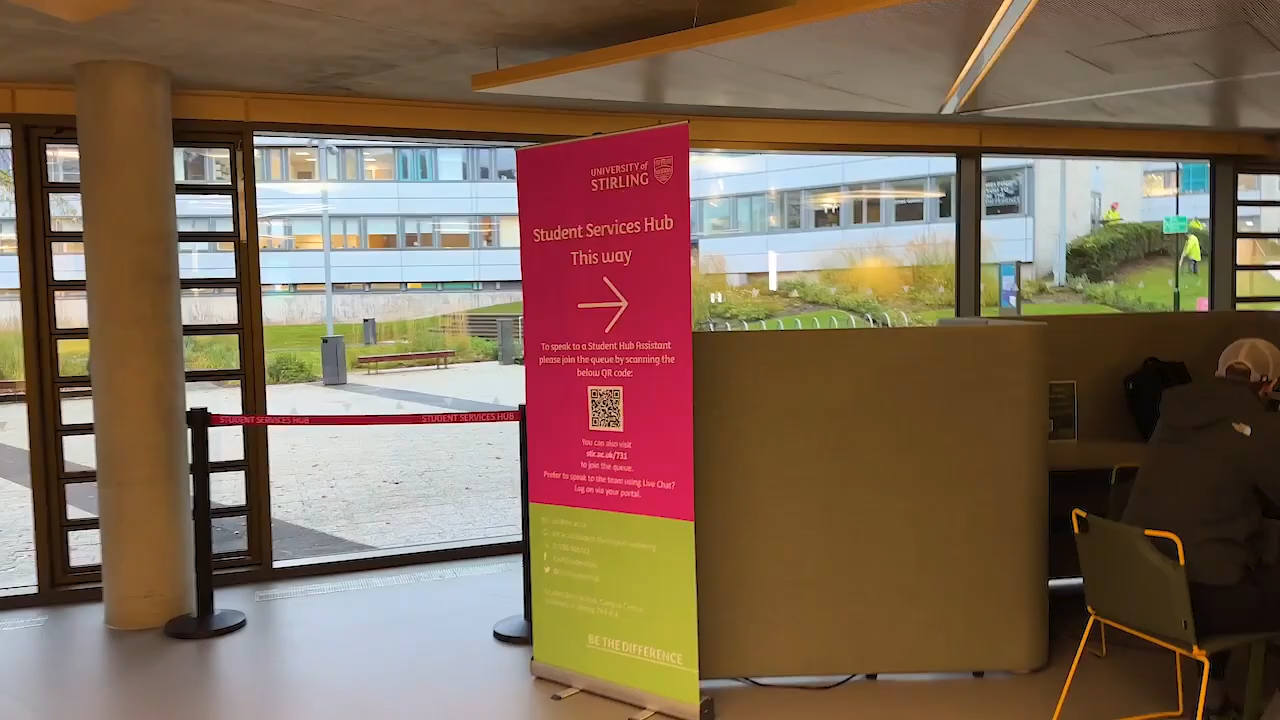 UNIVERSITY of
STIRLING
Student Services Hub
This way
To speak to a Student Hub Assistant
please join the queue by scanning the
below QR code:
You can also visit
stir.ac.uk/731
to join the queue.
Prefer to speak to the team using Live Chat?
Log on via your portal.
BE THE DIFFERENCE
STUDENT SERVICES HUB
STUDENT SERVICES HUB